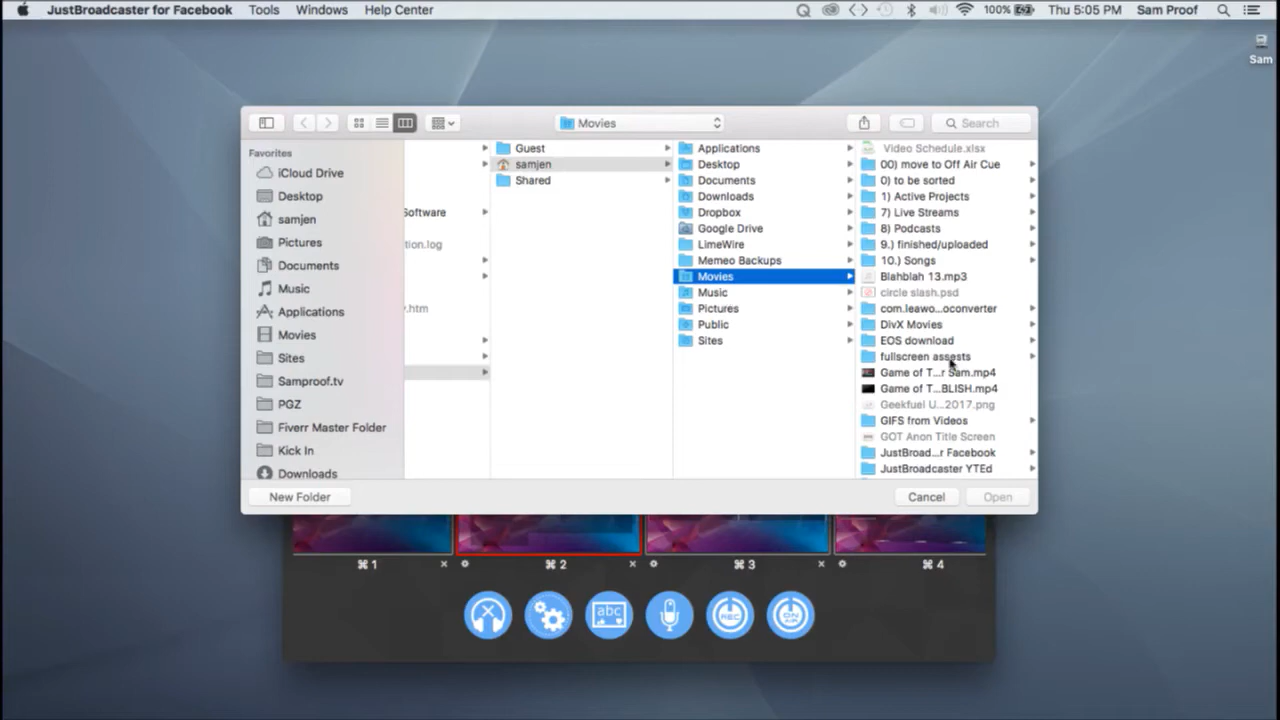 JustBroadcaster for Facebook Tools Windows Help Center 100% Thu 5:05 PM Sam Proof
Sam
Movies
Search
Favorites
iCloud Drive
Desktop
samjen
Pictures
Documents
Music
Applications
Movies
Sites
Samproof.tv
PGZ
Fiverr Master Folder
Kick In
Downloads
Software
tion.log
.htm
Guest
samjen
Shared
Applications
Desktop
Documents
Downloads
Dropbox
Google Drive
LimeWire
Memeo Backups
Movies
Music
Pictures
Public
Sites
Video Schedule.xlsx
00) move to Off Air Cue
0) to be sorted
1) Active Projects
7) Live Streams
8) Podcasts
9.) finished/uploaded
10.) Songs
Blahblah 13.mp3
circle slash.psd
com.leawo...oconverter
DivX Movies
EOS download
fullscreen assests
Game of T...r Sam.mp4
Game of T...BLISH.mp4
Geekfuel U...2017.png
GIFS from Videos
GOT Anon Title Screen
JustBroad...r Facebook
JustBroadcaster YTEd
New Folder
Cancel
Open
⌘1 ⌘2 ⌘3 ⌘4
abc
REC
ON AIR